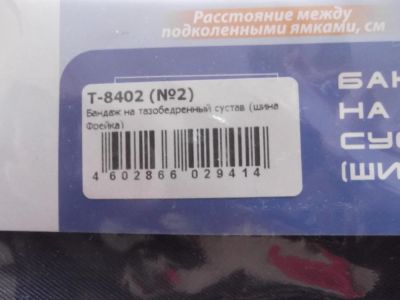 Расстояние между
подколенными ямками, см
Т-8402 (№2)
Бандаж на тазобедренный сустав (шина
Фрейка)
4 602866 029414
БАН
НА
СУС
(ШИ